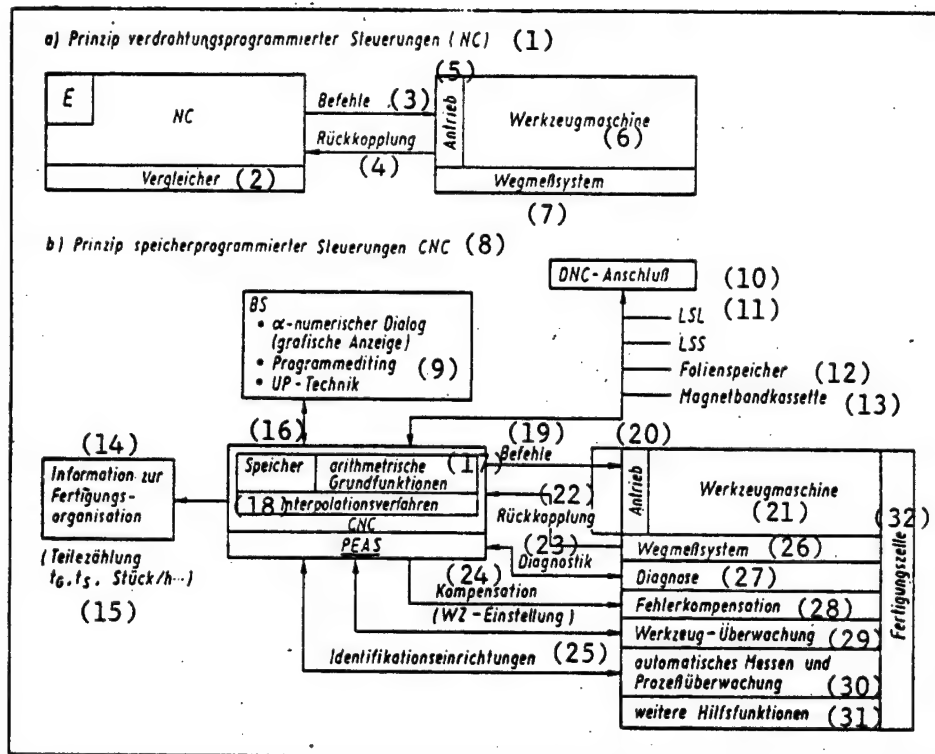 a) Prinzip verdrahtungsprogrammierter Steuerungen (NC) (1)
E
NC
Vergleicher (2)
Befehle (3)
Rückkopplung
(4)
(5)
Antrieb
Werkzeugmaschine
(6)
Wegmeßsystem
(7)
b) Prinzip speicherprogrammierter Steuerungen CNC (8)
BS
• α-numerischer Dialog
(grafische Anzeige)
• Programmediting (9)
• UP-Technik
DNC-Anschluß (10)
LSL (11)
LSS
Folienspeicher (12)
Magnetbandkassette (13)
(14)
Information zur
Fertigungs-
organisation
(Teilezählung
tG, tS, Stück/h...)
(15)
(16)
Speicher
arithmetrische
Grundfunktionen
(18) Interpolationsverfahren
CNC
PEAS
(19)
Befehle
(22)
Rückkopplung
(23)
Diagnostik
(24)
Kompensation
(WZ-Einstellung)
Identifikationseinrichtungen (25)
(20)
Antrieb
Werkzeugmaschine
(21)
Wegmeßsystem (26)
Diagnose (27)
Fehlerkompensation (28)
Werkzeug-Überwachung (29)
automatisches Messen und
Prozeßüberwachung (30)
weitere Hilfsfunktionen (31)
(32)
Fertigungszelle